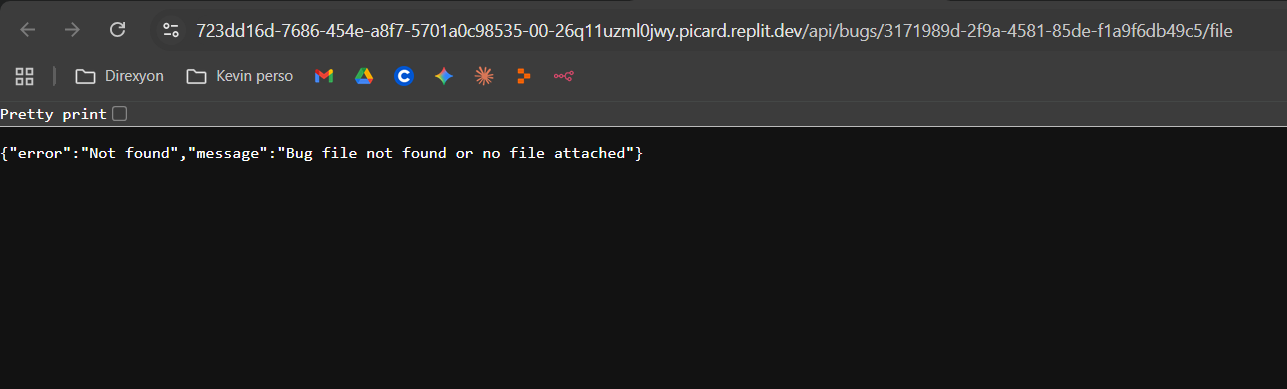 723dd16d-7686-454e-a8f7-5701a0c98535-00-26q11uzml0jwy.picard.replit.dev/api/bugs/3171989d-2f9a-4581-85de-f1a9f6db49c5/file
Direxyon Kevin perso
Pretty print
{"error":"Not found","message":"Bug file not found or no file attached"}